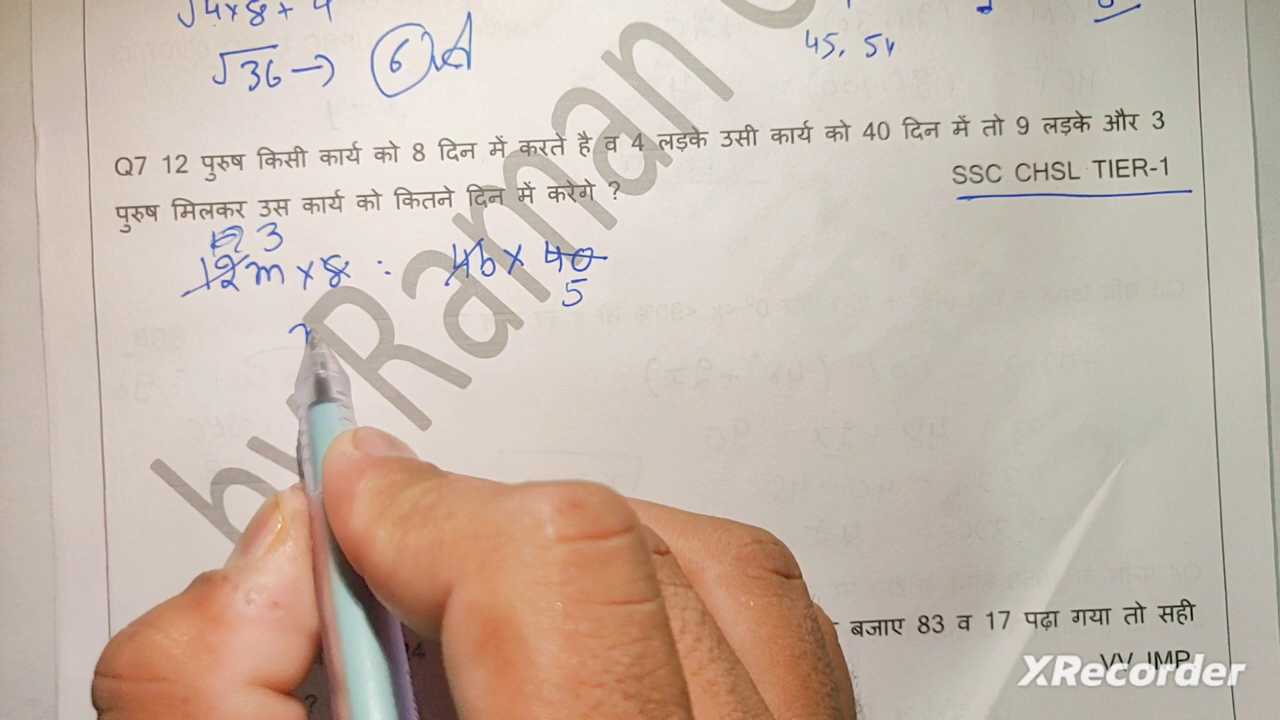 √4×8+4
√36 → 6
45, 54
Q7 12 पुरुष किसी कार्य को 8 दिन में करते है व 4 लड़के उसी कार्य को 40 दिन में तो 9 लड़के और 3
पुरुष मिलकर उस कार्य को कितने दिन में करेगे ?
SSC CHSL TIER-1
3
12m × 8 : 4b × 40
5
by Raman
बजाए 83 व 17 पढ़ा गया तो सही
VV IMP
XRecorder